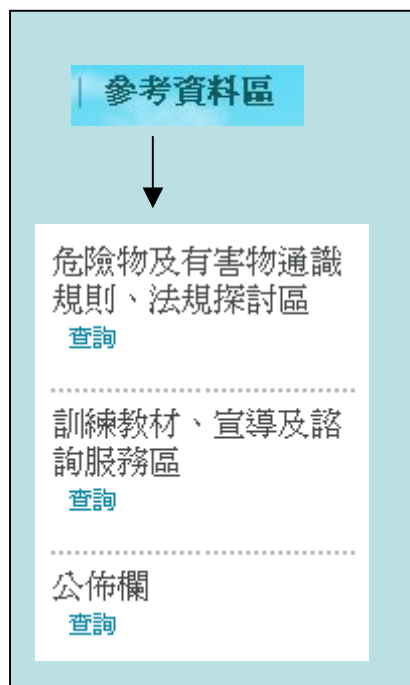 | 參考資料區
危險物及有害物通識
規則、法規探討區
查詢
訓練教材、宣導及諮
詢服務區
查詢
公佈欄
查詢